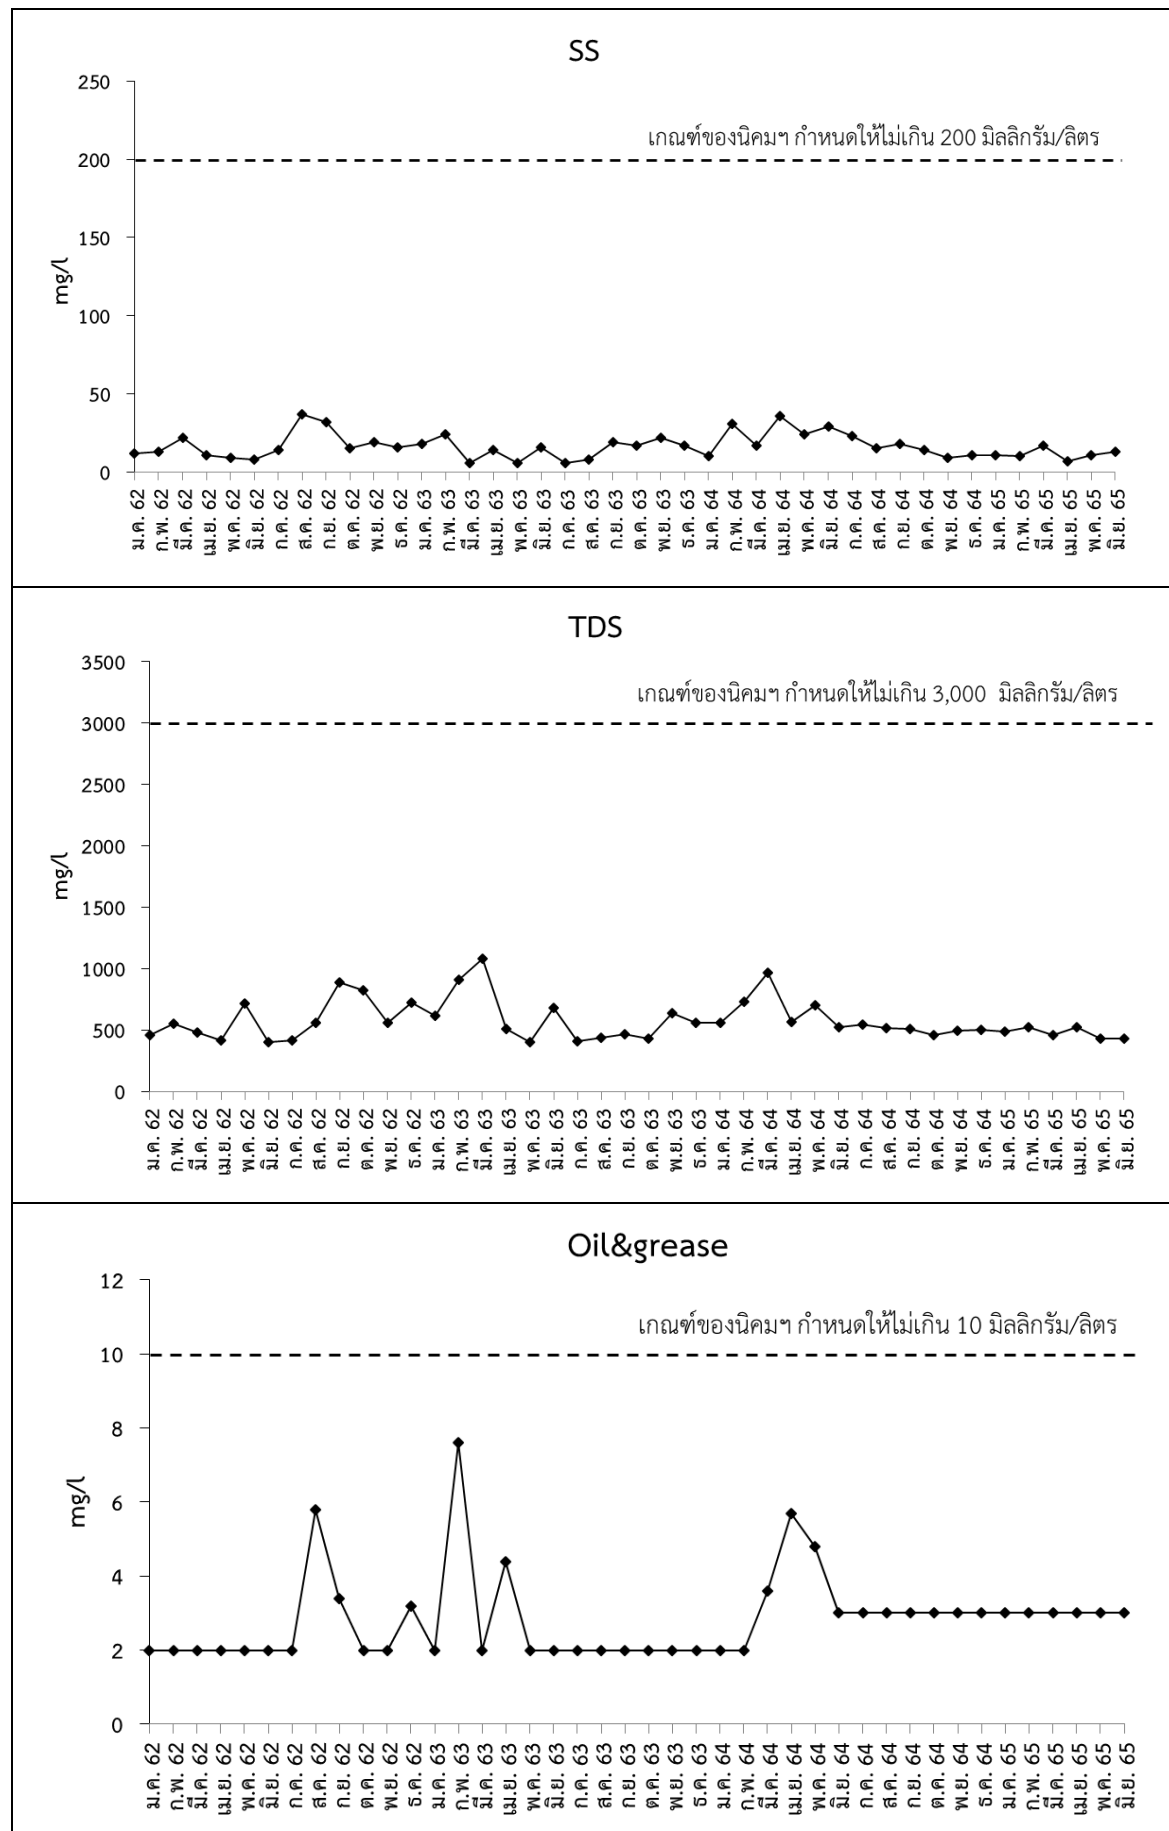 SS
250
เกณฑ์ของนิคมฯ กำหนดให้ไม่เกิน 200 มิลลิกรัม/ลิตร
200
150
mg/l
100
50
0
ม.ค. 62 ก.พ. 62 มี.ค. 62 เม.ย. 62 พ.ค. 62 มิ.ย. 62 ก.ค. 62 ส.ค. 62 ก.ย. 62 ต.ค. 62 พ.ย. 62 ธ.ค. 62 ม.ค. 63 ก.พ. 63 มี.ค. 63 เม.ย. 63 พ.ค. 63 มิ.ย. 63 ก.ค. 63 ส.ค. 63 ก.ย. 63 ต.ค. 63 พ.ย. 63 ธ.ค. 63 ม.ค. 64 ก.พ. 64 มี.ค. 64 เม.ย. 64 พ.ค. 64 มิ.ย. 64 ก.ค. 64 ส.ค. 64 ก.ย. 64 ต.ค. 64 พ.ย. 64 ธ.ค. 64 ม.ค. 65 ก.พ. 65 มี.ค. 65 เม.ย. 65 พ.ค. 65 มิ.ย. 65
TDS
3500
เกณฑ์ของนิคมฯ กำหนดให้ไม่เกิน 3,000 มิลลิกรัม/ลิตร
3000
2500
2000
mg/l
1500
1000
500
0
ม.ค. 62 ก.พ. 62 มี.ค. 62 เม.ย. 62 พ.ค. 62 มิ.ย. 62 ก.ค. 62 ส.ค. 62 ก.ย. 62 ต.ค. 62 พ.ย. 62 ธ.ค. 62 ม.ค. 63 ก.พ. 63 มี.ค. 63 เม.ย. 63 พ.ค. 63 มิ.ย. 63 ก.ค. 63 ส.ค. 63 ก.ย. 63 ต.ค. 63 พ.ย. 63 ธ.ค. 63 ม.ค. 64 ก.พ. 64 มี.ค. 64 เม.ย. 64 พ.ค. 64 มิ.ย. 64 ก.ค. 64 ส.ค. 64 ก.ย. 64 ต.ค. 64 พ.ย. 64 ธ.ค. 64 ม.ค. 65 ก.พ. 65 มี.ค. 65 เม.ย. 65 พ.ค. 65 มิ.ย. 65
Oil&grease
12
เกณฑ์ของนิคมฯ กำหนดให้ไม่เกิน 10 มิลลิกรัม/ลิตร
10
8
6
mg/l
4
2
0
ม.ค. 62 ก.พ. 62 มี.ค. 62 เม.ย. 62 พ.ค. 62 มิ.ย. 62 ก.ค. 62 ส.ค. 62 ก.ย. 62 ต.ค. 62 พ.ย. 62 ธ.ค. 62 ม.ค. 63 ก.พ. 63 มี.ค. 63 เม.ย. 63 พ.ค. 63 มิ.ย. 63 ก.ค. 63 ส.ค. 63 ก.ย. 63 ต.ค. 63 พ.ย. 63 ธ.ค. 63 ม.ค. 64 ก.พ. 64 มี.ค. 64 เม.ย. 64 พ.ค. 64 มิ.ย. 64 ก.ค. 64 ส.ค. 64 ก.ย. 64 ต.ค. 64 พ.ย. 64 ธ.ค. 64 ม.ค. 65 ก.พ. 65 มี.ค. 65 เม.ย. 65 พ.ค. 65 มิ.ย. 65